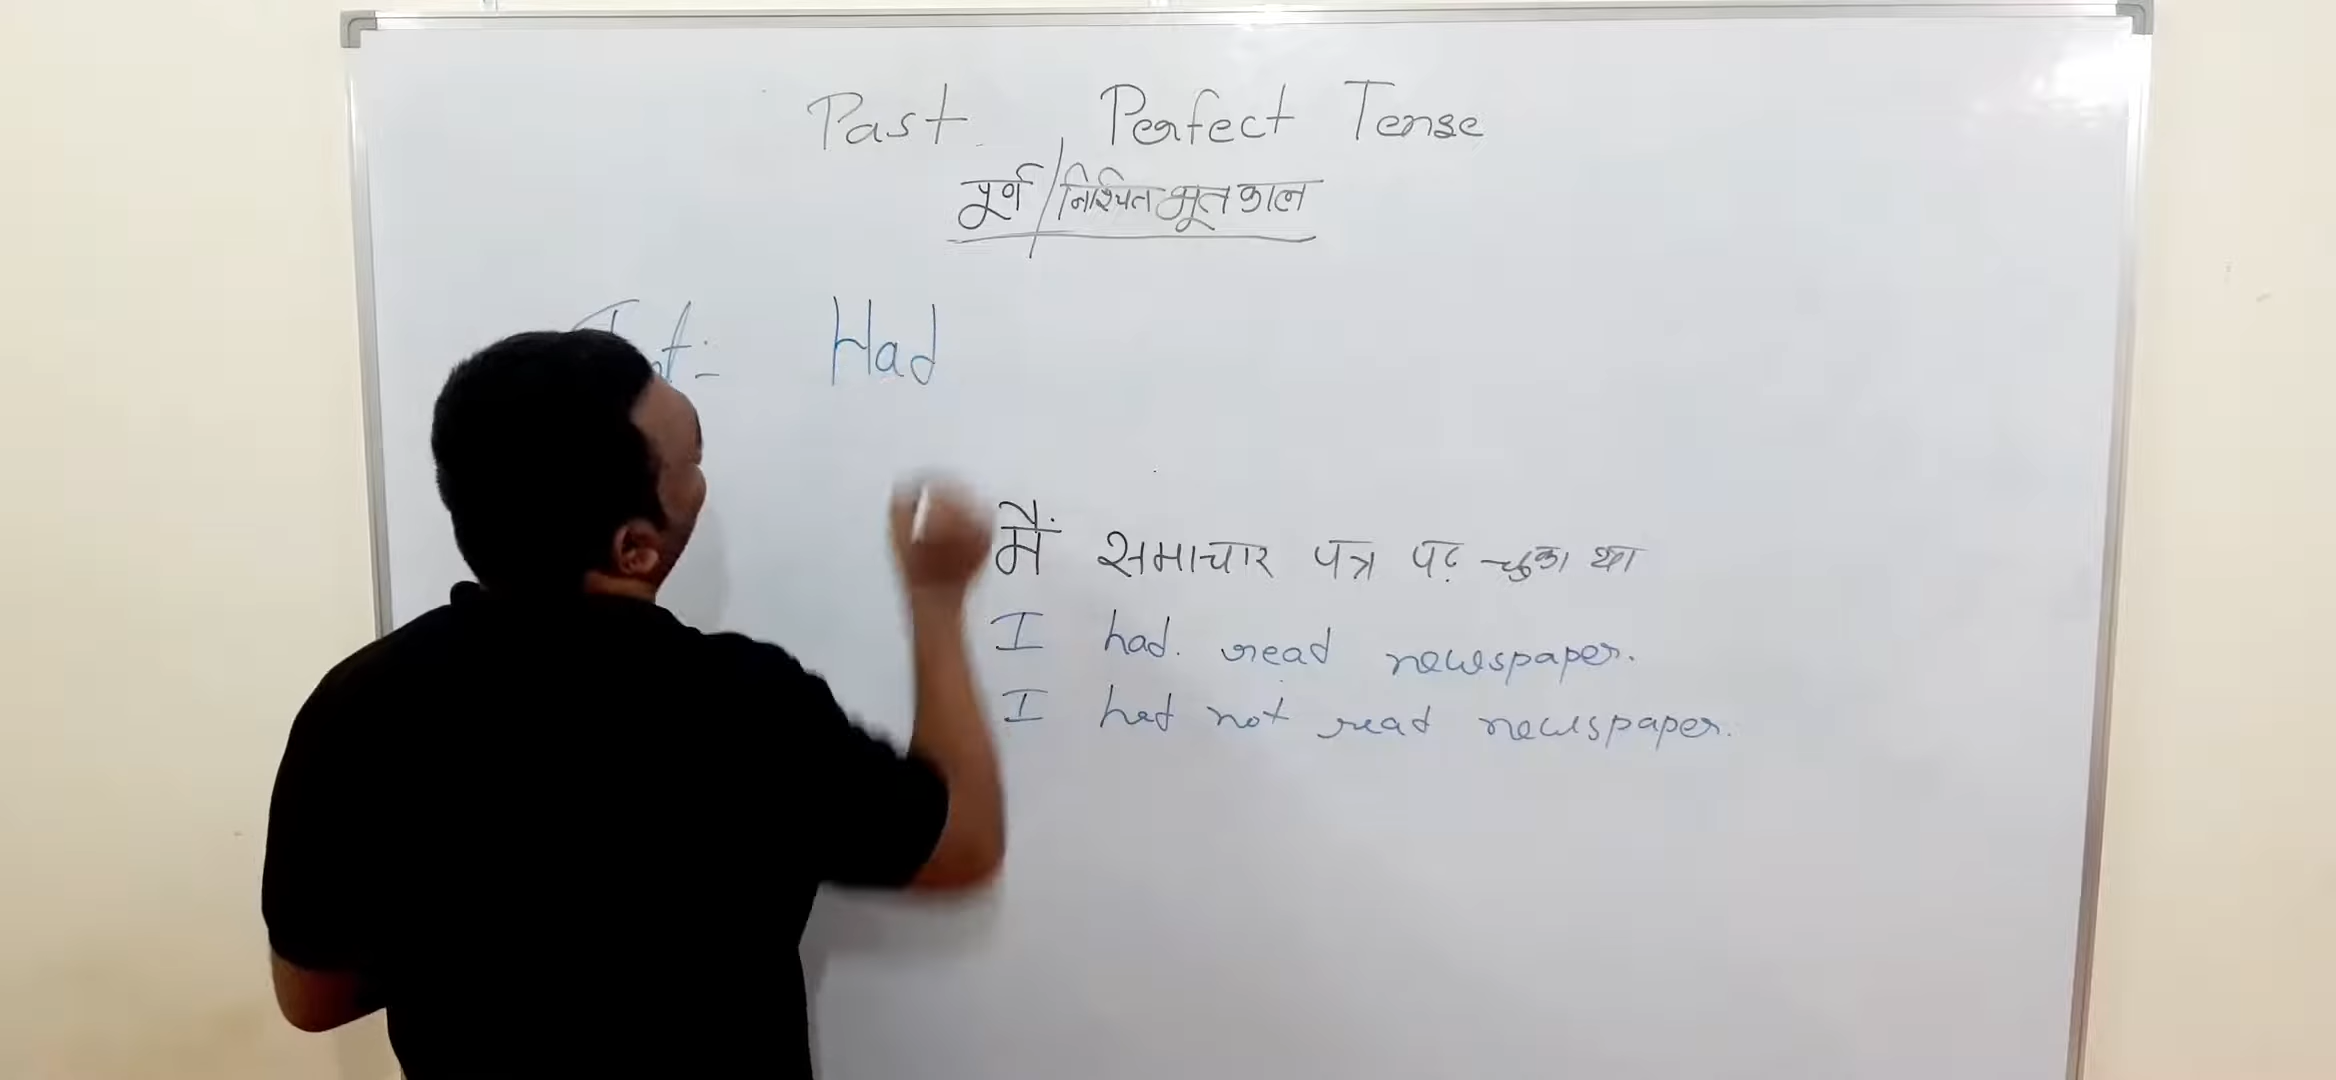 Past Perfect Tense
पूर्ण / निश्चित भूतकाल
Had
मैं समाचार पत्र पढ़ चुका था
I had. read newspaper.
I had not read newspaper.